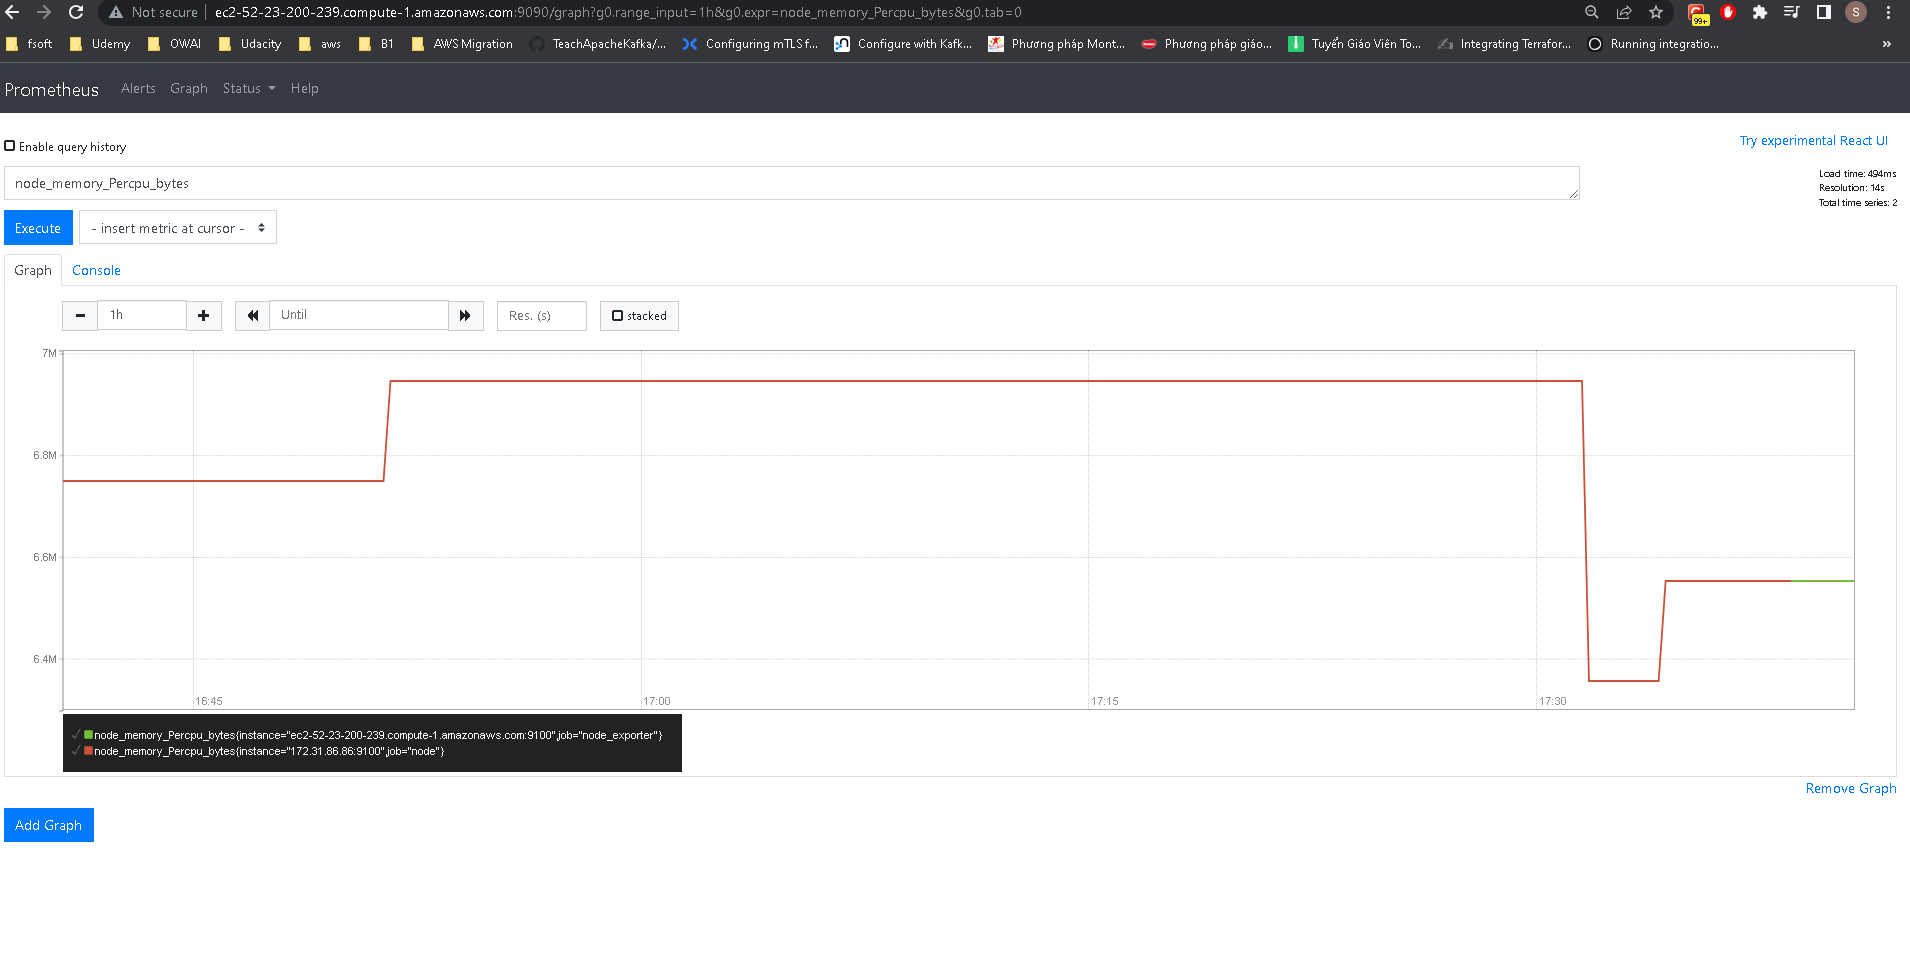 Not secure ec2-52-23-200-239.compute-1.amazonaws.com:9090/graph?g0.range_input=1h&g0.expr=node_memory_Percpu_bytes&g0.tab=0 99+ S
fsoft Udemy OWAI Udacity aws B1 AWS Migration TeachApacheKafka/... Configuring mTLS f... Configure with Kafk... Phương pháp Mont... Phương pháp giáo... Tuyển Giáo Viên To... Integrating Terrafor... Running integratio... »
Prometheus Alerts Graph Status Help
Enable query history Try experimental React UI
node_memory_Percpu_bytes
Load time: 494ms
Resolution: 14s
Total time series: 2
Execute - insert metric at cursor -
Graph Console
1h Until Res. (s) stacked
7M
6.8M
6.6M
6.4M
16:45 17:00 17:15 17:30
node_memory_Percpu_bytes{instance="ec2-52-23-200-239.compute-1.amazonaws.com:9100",job="node_exporter"}
node_memory_Percpu_bytes{instance="172.31.86.86:9100",job="node"}
Remove Graph
Add Graph